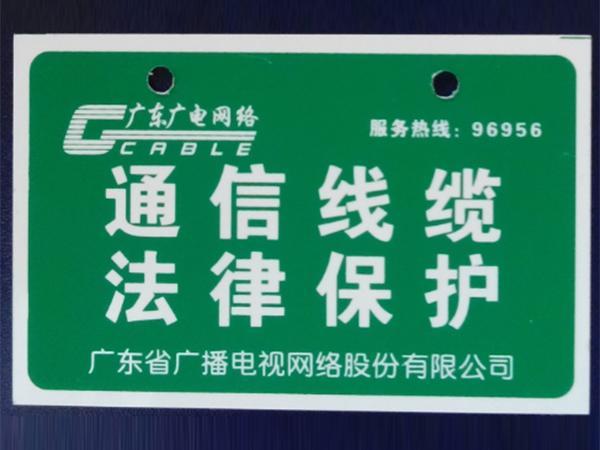 广东广电网络
GCABLE
服务热线：96956
通信线缆
法律保护
广东省广播电视网络股份有限公司